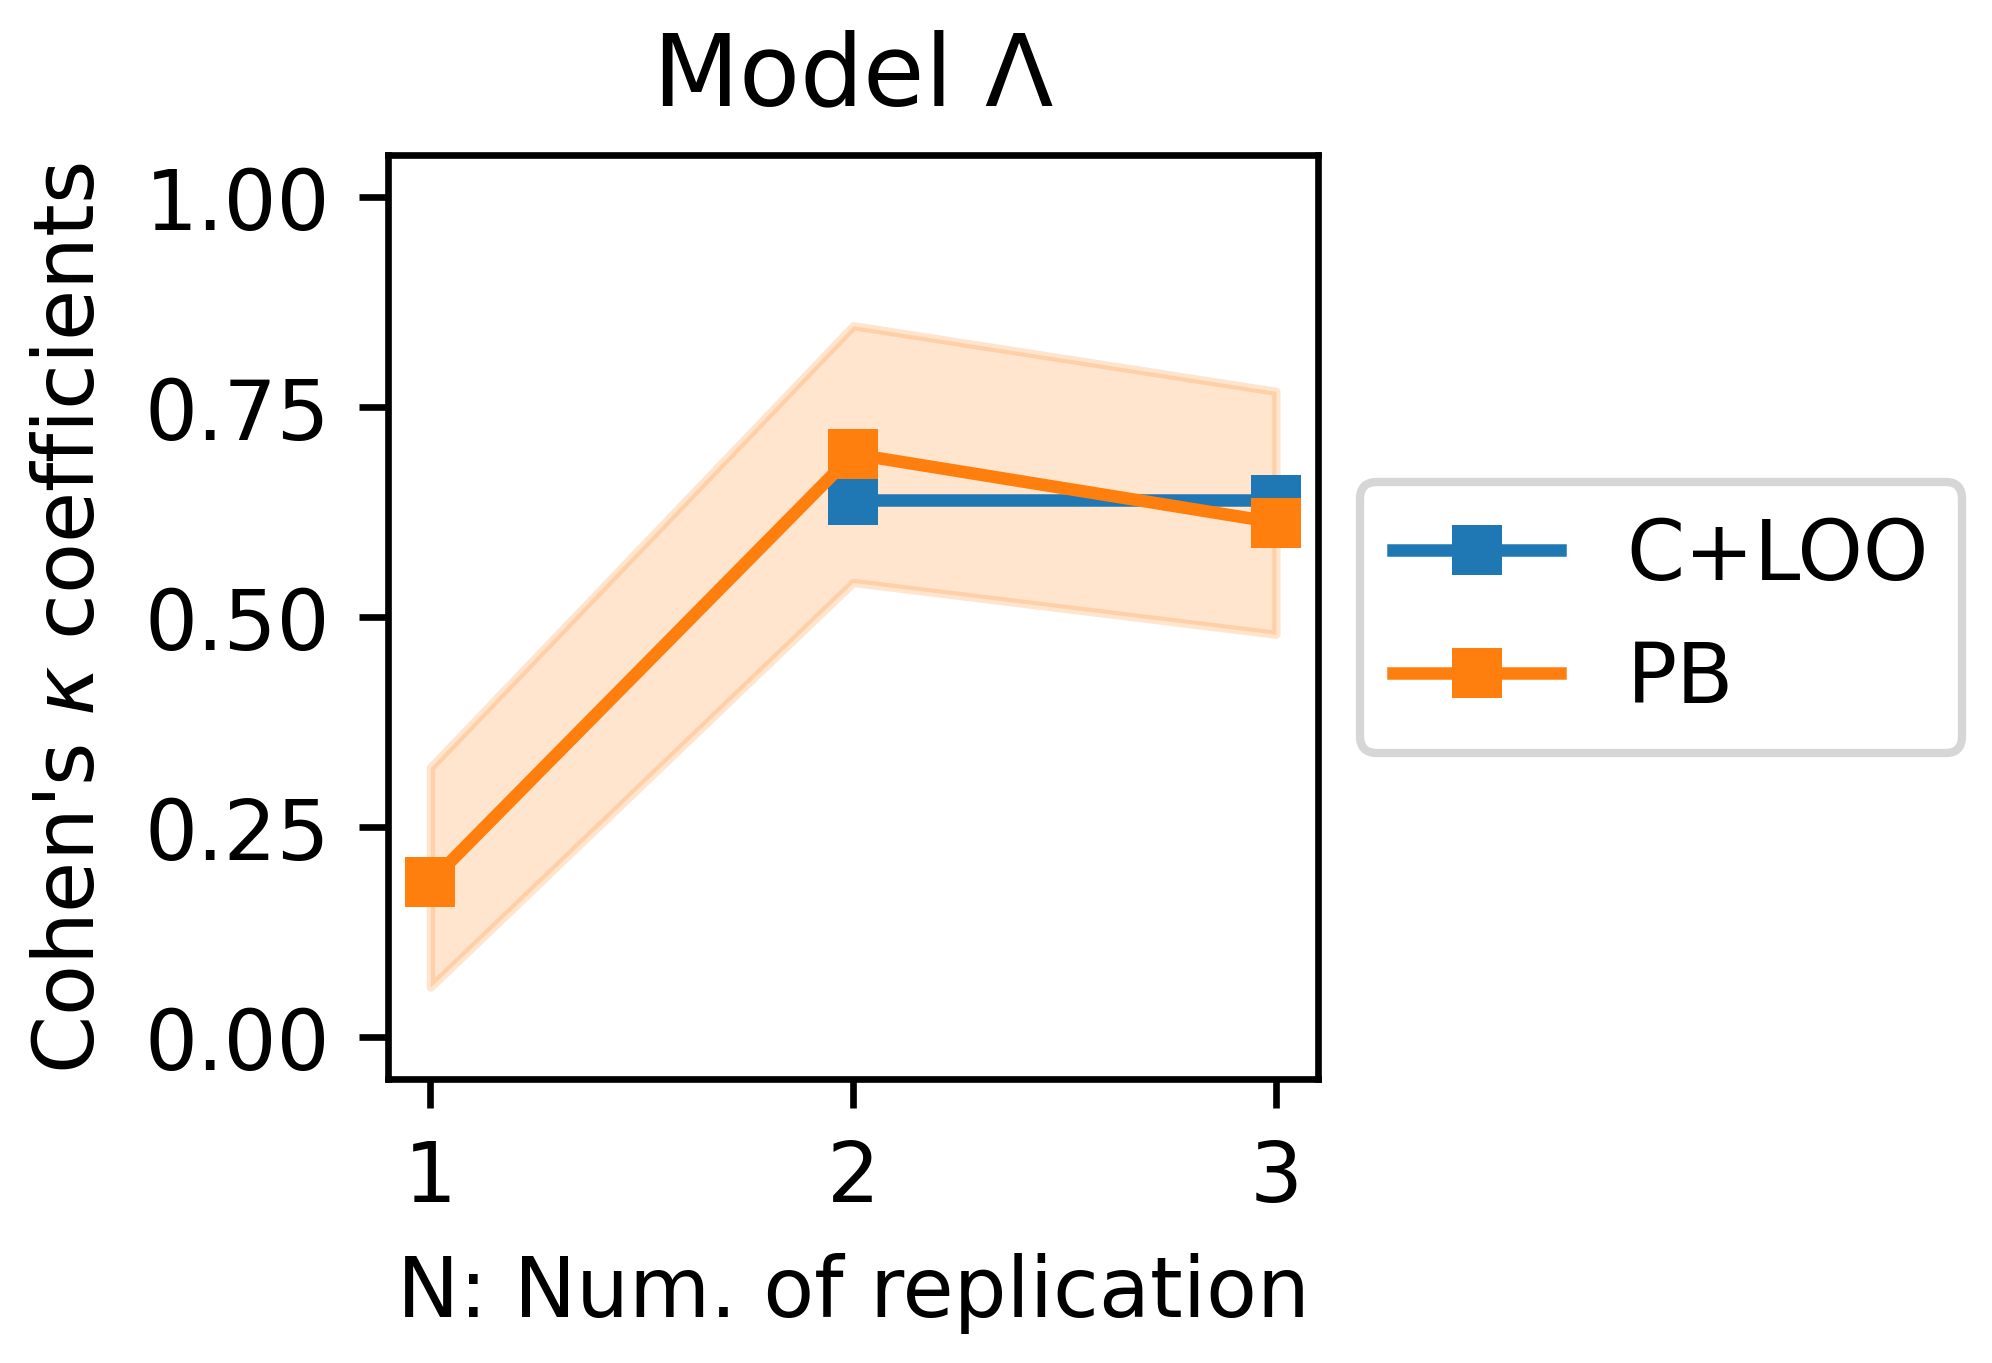 Model Λ
Cohen's κ coefficients
1.00
0.75
0.50
0.25
0.00
1 2 3
N: Num. of replication
C+LOO
PB